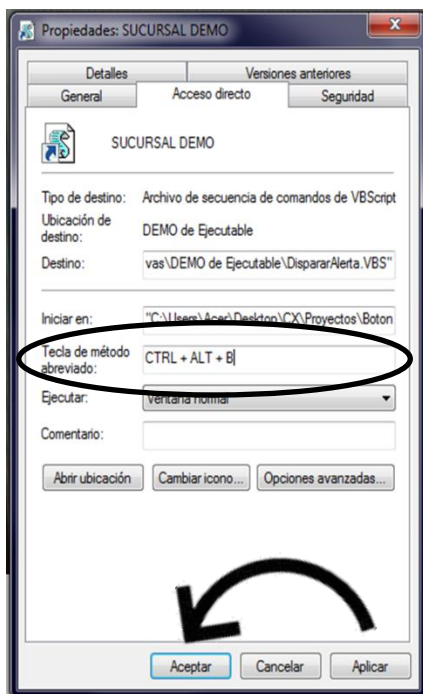 Propiedades: SUCURSAL DEMO
Detalles
Versiones anteriores
General
Acceso directo
Seguridad
SUCURSAL DEMO
Tipo de destino: Archivo de secuencia de comandos de VBScript
Ubicación de destino: DEMO de Ejecutable
Destino: vas\DEMO de Ejecutable\DispararAlerta.VBS"
Iniciar en: "C:\Users\Acer\Desktop\CX\Proyectos\Boton
Tecla de método abreviado: CTRL + ALT + B
Ejecutar: Ventana normal
Comentario:
Abrir ubicación
Cambiar icono...
Opciones avanzadas...
Aceptar
Cancelar
Aplicar